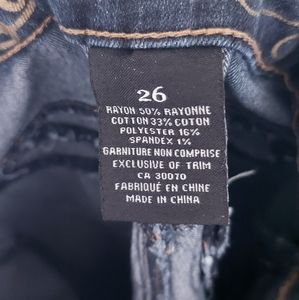 26
RAYON 50% RAYONNE
COTTON 33% COTON
POLYESTER 16%
SPANDEX 1%
GARNITURE NON COMPRISE
EXCLUSIVE OF TRIM
CA 30070
FABRIQUÉ EN CHINE
MADE IN CHINA